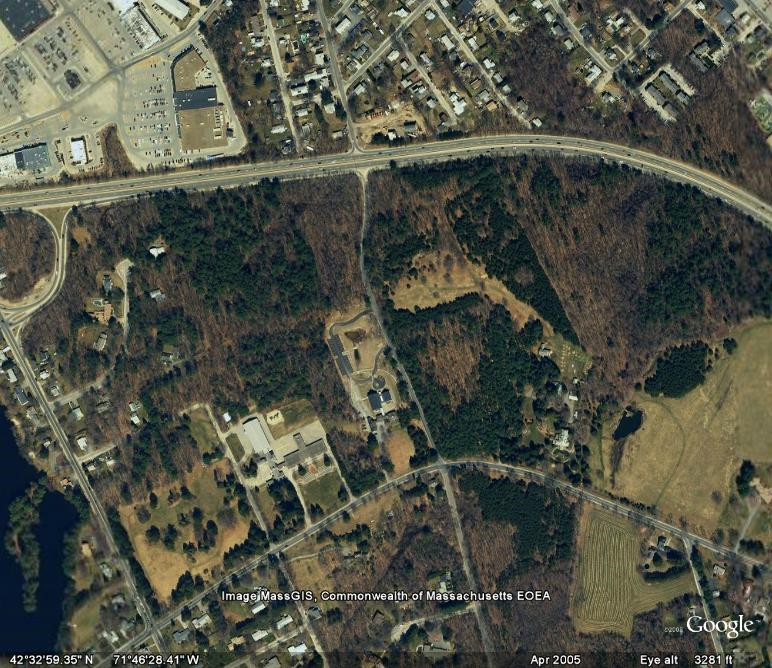 Image MassGIS, Commonwealth of Massachusetts EOEA
Google
42°32'59.35" N 71°46'28.41" W Apr 2005 Eye alt 3281 ft